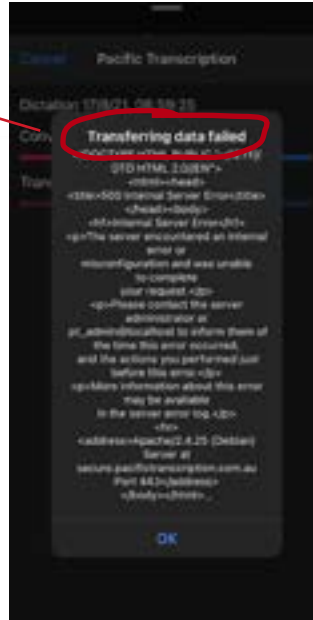 Cancel
Pacific Transcription
Dictation 17/8/21, 08:59:25
Conv
Transferring data failed
<!DOCTYPE HTML PUBLIC "-//IETF//
DTD HTML 2.0//EN">
<html><head>
<title>500 Internal Server Error</title>
</head><body>
<h1>Internal Server Error</h1>
<p>The server encountered an internal
error or
misconfiguration and was unable
to complete
your request.</p>
<p>Please contact the server
administrator at
pt_admin@localhost to inform them of
the time this error occurred,
and the actions you performed just
before this error.</p>
<p>More information about this error
may be available
in the server error log.</p>
<hr>
<address>Apache/2.4.25 (Debian)
Server at
secure.pacifictranscription.com.au
Port 443</address>
</body></html>
Tran
OK